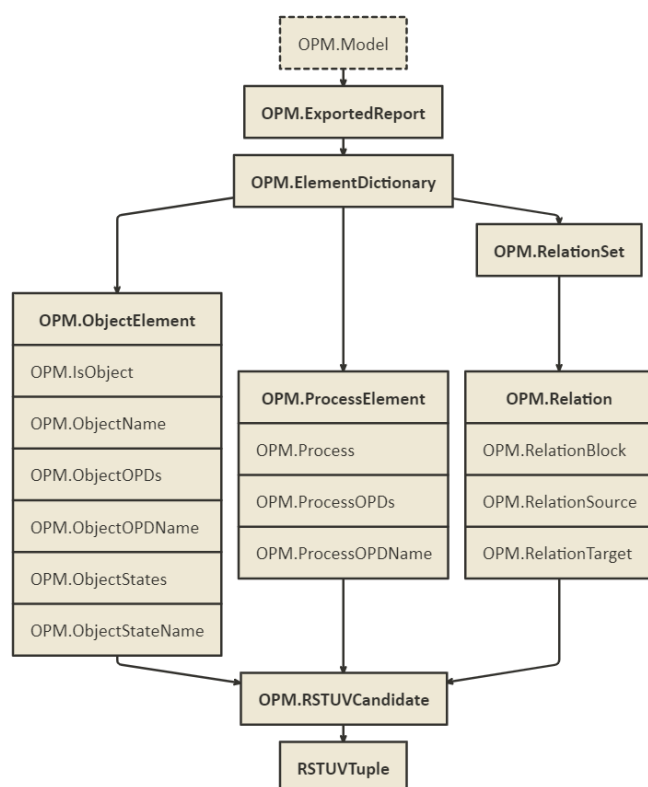 OPM.Model
OPM.ExportedReport
OPM.ElementDictionary
OPM.RelationSet
OPM.ObjectElement
OPM.IsObject
OPM.ObjectName
OPM.ObjectOPDs
OPM.ObjectOPDName
OPM.ObjectStates
OPM.ObjectStateName
OPM.ProcessElement
OPM.Process
OPM.ProcessOPDs
OPM.ProcessOPDName
OPM.Relation
OPM.RelationBlock
OPM.RelationSource
OPM.RelationTarget
OPM.RSTUVCandidate
RSTUVTuple